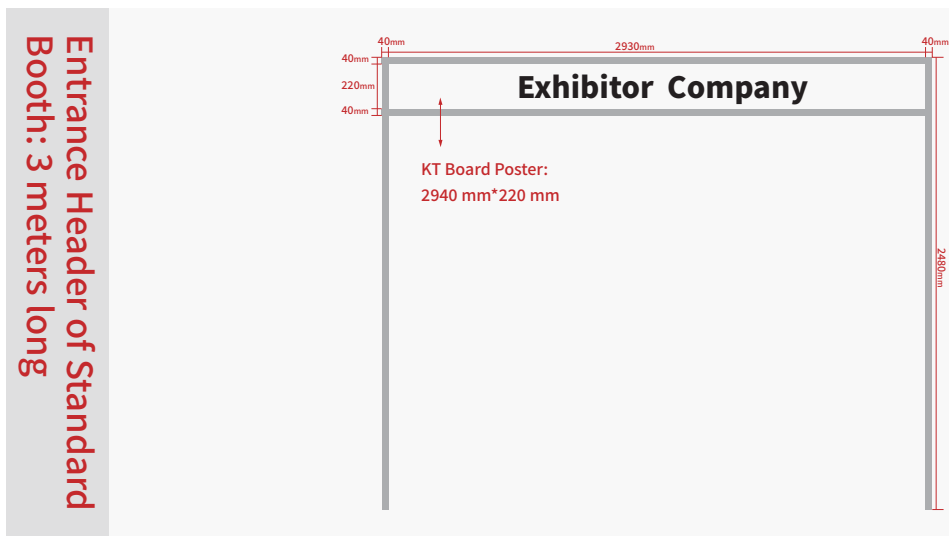 Entrance Header of Standard
Booth: 3 meters long
40mm
2930mm
40mm
40mm
220mm
40mm
Exhibitor Company
KT Board Poster:
2940 mm*220 mm
2480mm